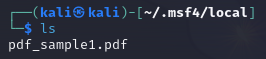 ┌──(kali㉿kali)-[~/.msf4/local]
└─$ ls
pdf_sample1.pdf